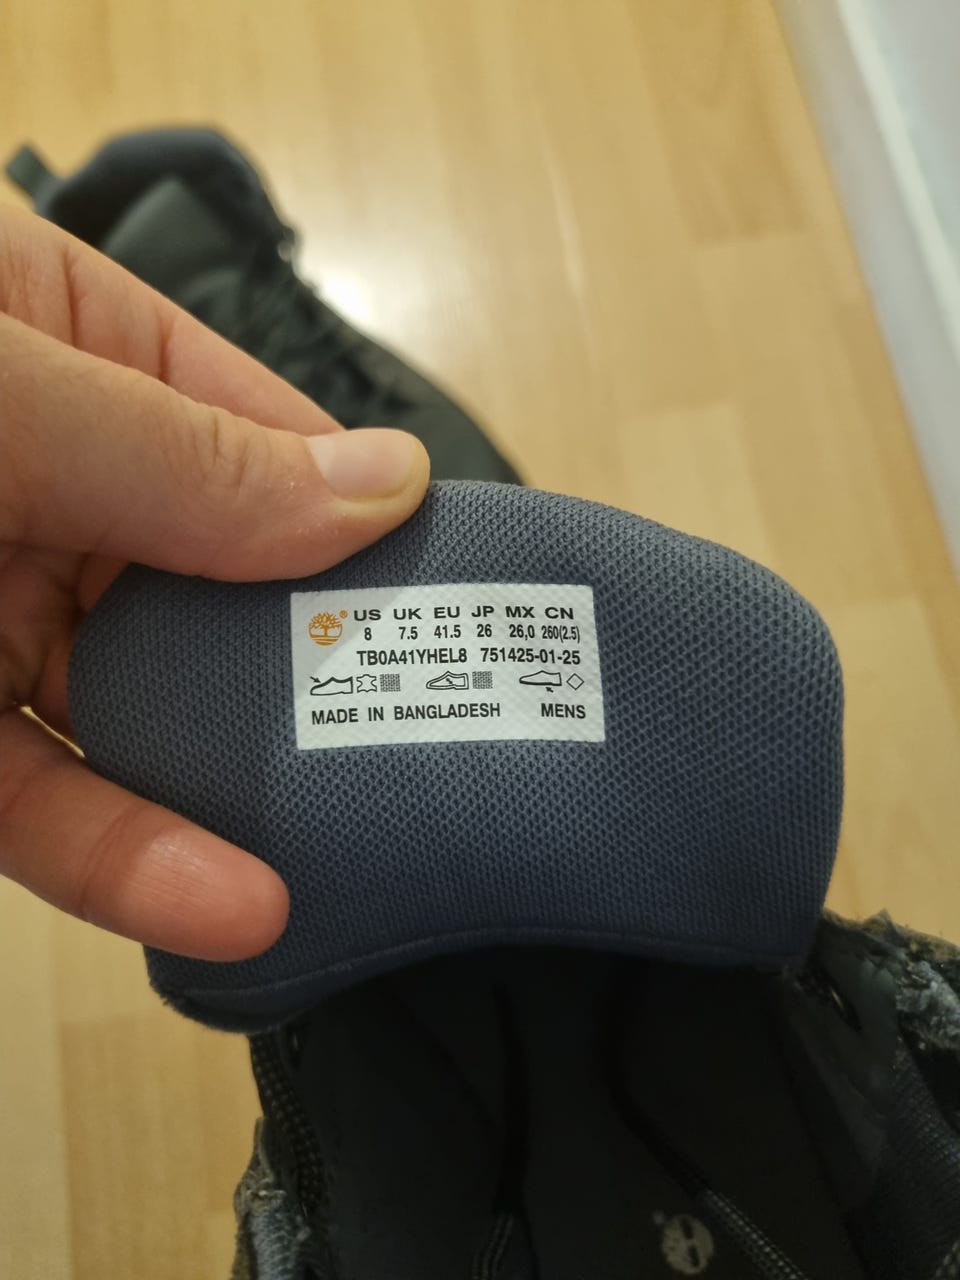 ® US UK EU JP MX CN
8 7.5 41.5 26 26,0 260(2.5)
TB0A41YHEL8 751425-01-25
MADE IN BANGLADESH MENS